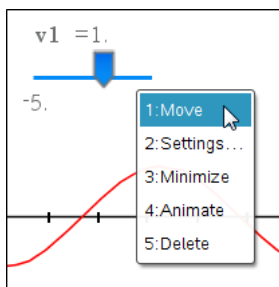 v1 =1.
-5.
1:Move
2:Settings...
3:Minimize
4:Animate
5:Delete